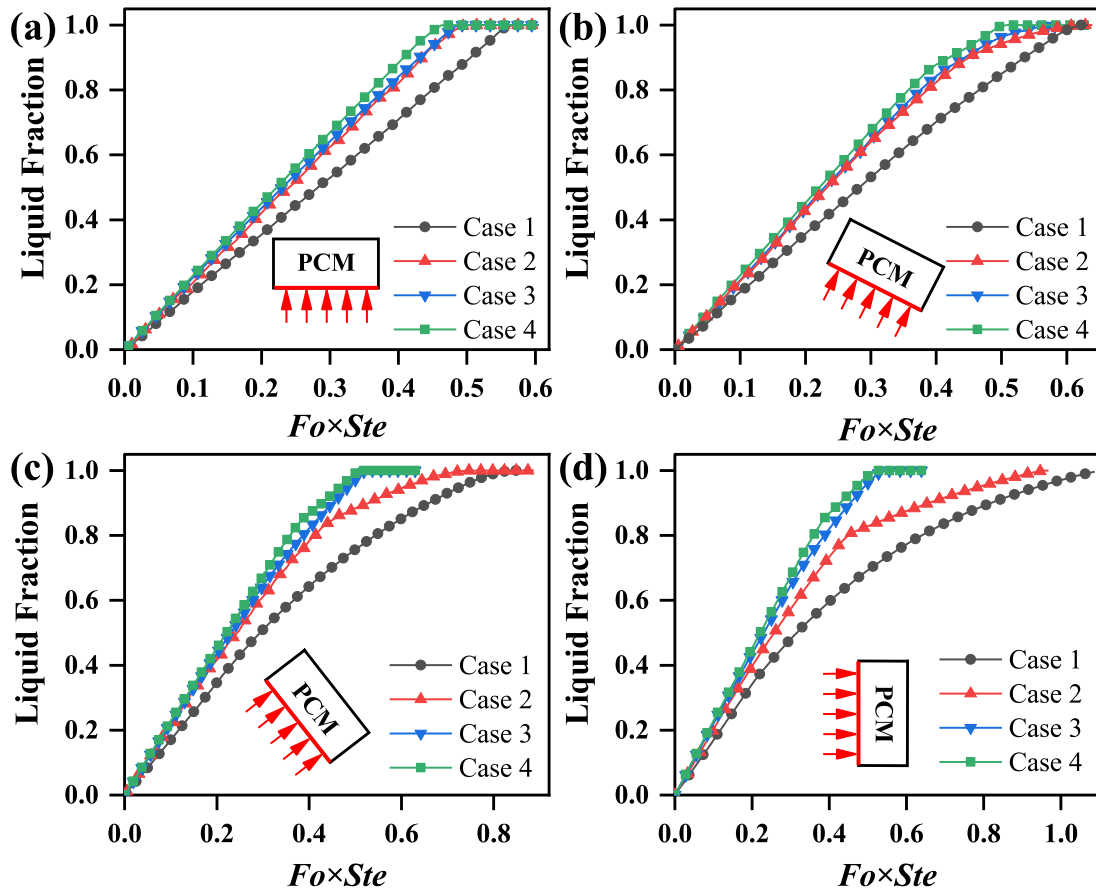 (a)
Liquid Fraction
1.0
0.8
0.6
0.4
0.2
0.0
PCM
Case 1
Case 2
Case 3
Case 4
0.0 0.1 0.2 0.3 0.4 0.5 0.6
Fo×Ste
(b)
Liquid Fraction
1.0
0.8
0.6
0.4
0.2
0.0
PCM
Case 1
Case 2
Case 3
Case 4
0.0 0.1 0.2 0.3 0.4 0.5 0.6
Fo×Ste
(c)
Liquid Fraction
1.0
0.8
0.6
0.4
0.2
0.0
PCM
Case 1
Case 2
Case 3
Case 4
0.0 0.2 0.4 0.6 0.8
Fo×Ste
(d)
Liquid Fraction
1.0
0.8
0.6
0.4
0.2
0.0
PCM
Case 1
Case 2
Case 3
Case 4
0.0 0.2 0.4 0.6 0.8 1.0
Fo×Ste